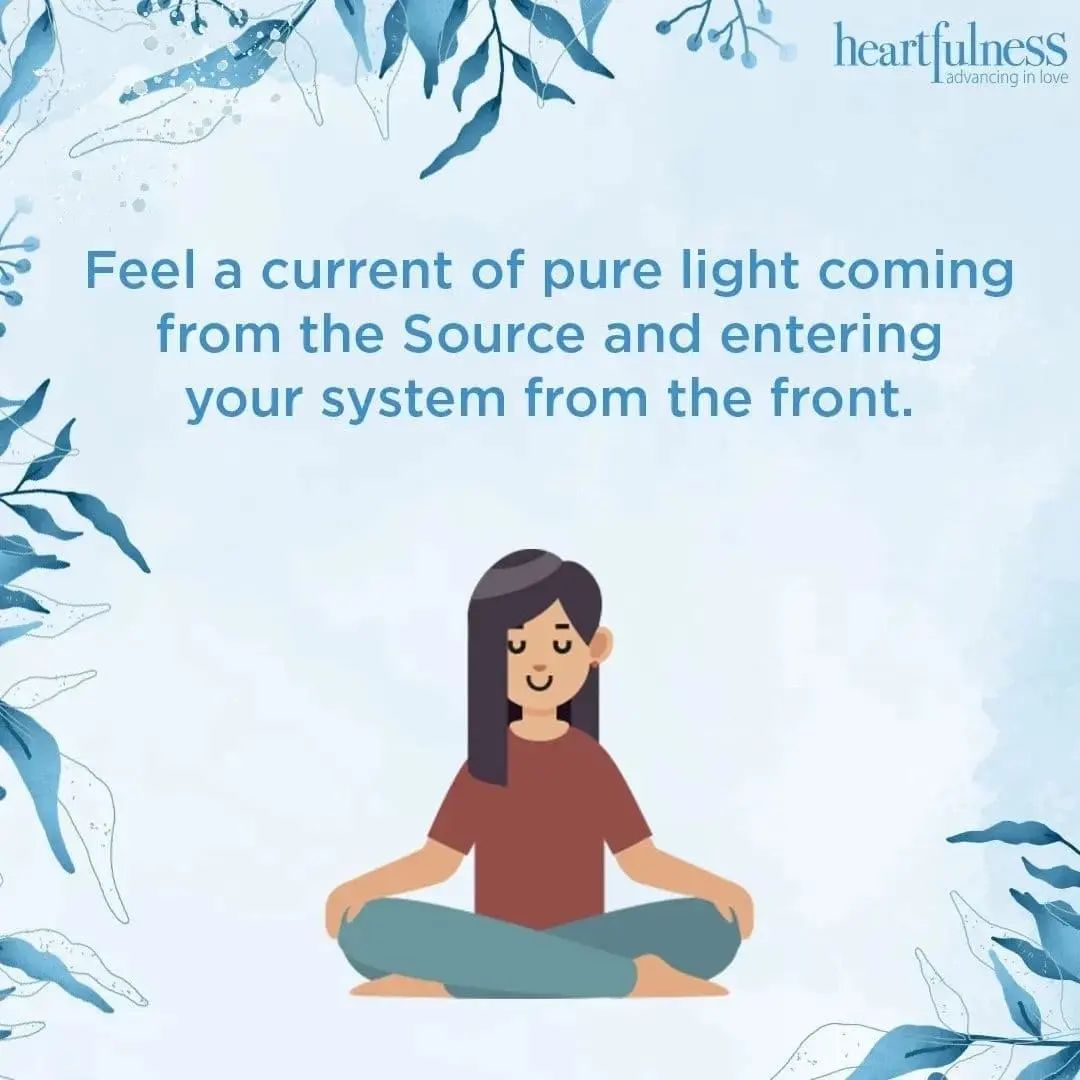 heartfulness
advancing in love
Feel a current of pure light coming
from the Source and entering
your system from the front.